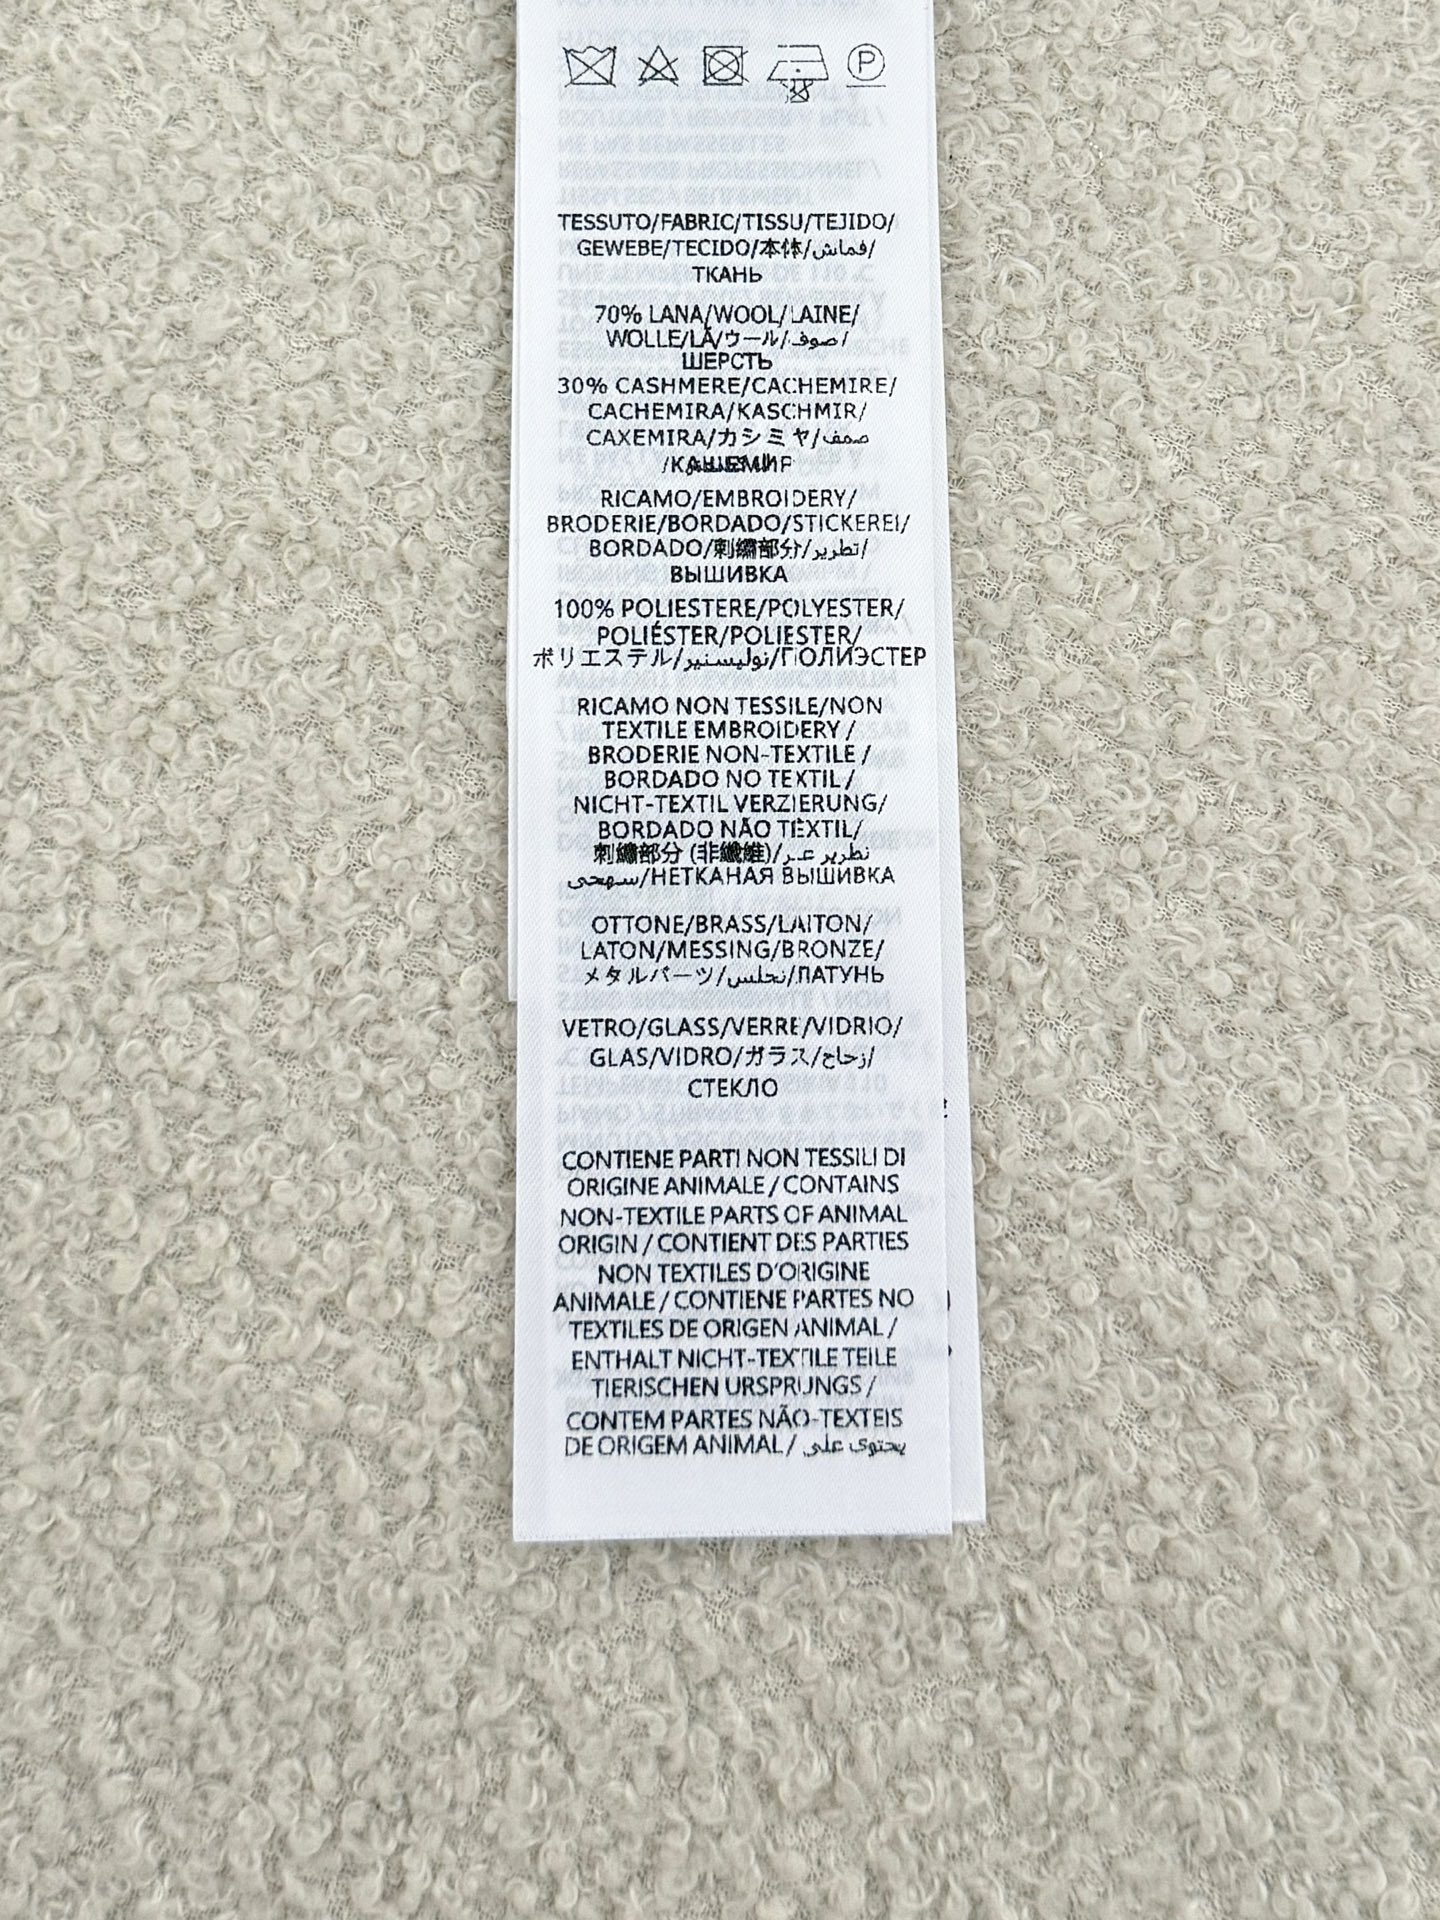 P
TESSUTO/FABRIC/TISSU/TEJIDO/
GEWEBE/TECIDO/本体/قماش/
ТКАНЬ
70% LANA/WOOL/LAINE/
WOLLE/LÃ/ウール/صوف/
ШЕРСТЬ
30% CASHMERE/CACHEMIRE/
CACHEMIRA/KASCHMIR/
CAXEMIRA/カシミヤ/
/КАШЕМИР
RICAMO/EMBROIDERY/
BRODERIE/BORDADO/STICKEREI/
BORDADO/刺繍部分/تطریر/
ВЫШИВКА
100% POLIESTERE/POLYESTER/
POLIÉSTER/POLIESTER/
ポリエステル/نولیسنیر/ПОЛИЭСТЕР
RICAMO NON TESSILE/NON
TEXTILE EMBROIDERY /
BRODERIE NON-TEXTILE /
BORDADO NO TEXTIL/
NICHT-TEXTIL VERZIERUNG/
BORDADO NÃO TÊXTIL/
刺繍部分 (非繊維)/
/НЕТКАНАЯ ВЫШИВКА
OTTONE/BRASS/LAITON/
LATON/MESSING/BRONZE/
メタルパーツ/نحلس/ЛАТУНЬ
VETRO/GLASS/VERRE/VIDRIO/
GLAS/VIDRO/ガラス/زحاج/
СТЕКЛО
CONTIENE PARTI NON TESSILI DI
ORIGINE ANIMALE / CONTAINS
NON-TEXTILE PARTS OF ANIMAL
ORIGIN / CONTIENT DES PARTIES
NON TEXTILES D'ORIGINE
ANIMALE / CONTIENE PARTES NO
TEXTILES DE ORIGEN ANIMAL /
ENTHALT NICHT-TEXTILE TEILE
TIERISCHEN URSPRUNGS /
CONTEM PARTES NÃO-TEXTEIS
DE ORIGEM ANIMAL / يحتوى على